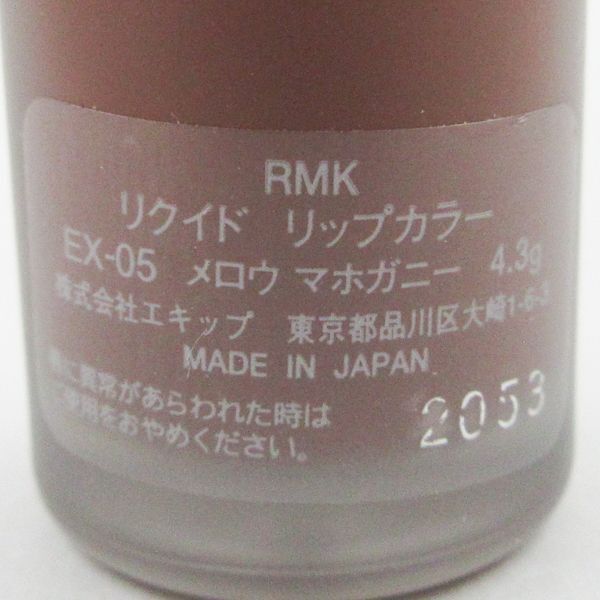 RMK
リクイド リップカラー
EX-05 メロウ マホガニー 4.3g
株式会社エキップ 東京都品川区大崎1-6-3
MADE IN JAPAN
に異常があらわれた時は
使用をおやめください。
2053